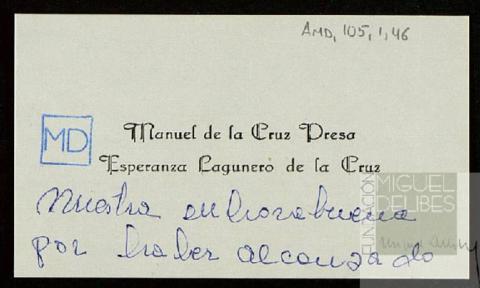 AMD, 105, 1, 46
MD
Manuel de la Cruz Presa
Esperanza Lagunero de la Cruz
Nuestra enhorabuena
por haber alcanzado
FUNDACIÓN
MIGUEL
DELIBES